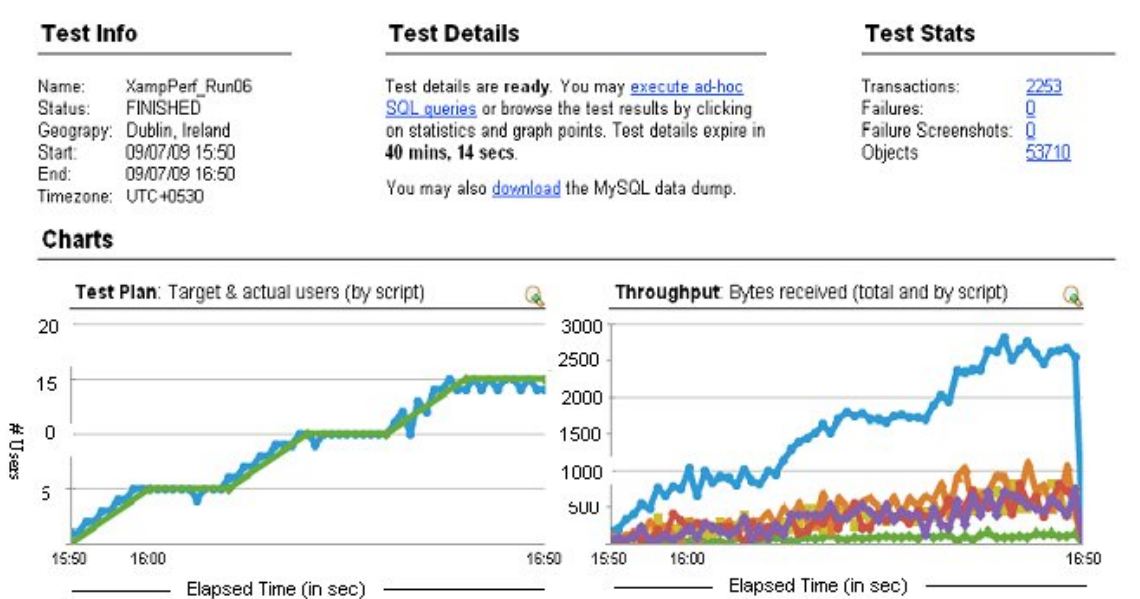 Test Info
Name: XampPerf_Run06
Status: FINISHED
Geograpy: Dublin, Ireland
Start: 09/07/09 15:50
End: 09/07/09 16:50
Timezone: UTC+0530
Test Details
Test details are ready. You may execute ad-hoc
SQL queries or browse the test results by clicking
on statistics and graph points. Test details expire in
40 mins, 14 secs.
You may also download the MySQL data dump.
Test Stats
Transactions: 2253
Failures: 0
Failure Screenshots: 0
Objects 53710
Charts
Test Plan: Target & actual users (by script)
20
15
0
5
# Users
15:50 16:00 16:50
Elapsed Time (in sec)
Throughput: Bytes received (total and by script)
3000
2500
2000
1500
1000
500
15:50 16:00 16:50
Elapsed Time (in sec)